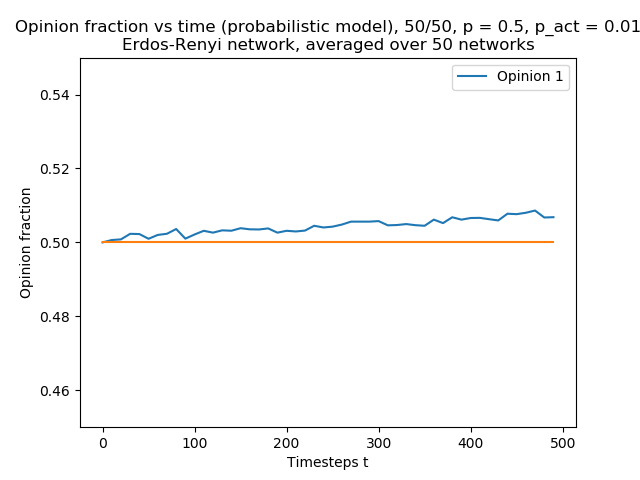 Opinion fraction vs time (probabilistic model), 50/50, p = 0.5, p_act = 0.01
Erdos-Renyi network, averaged over 50 networks
Opinion 1
Opinion fraction
0.54
0.52
0.50
0.48
0.46
0
100
200
300
400
500
Timesteps t